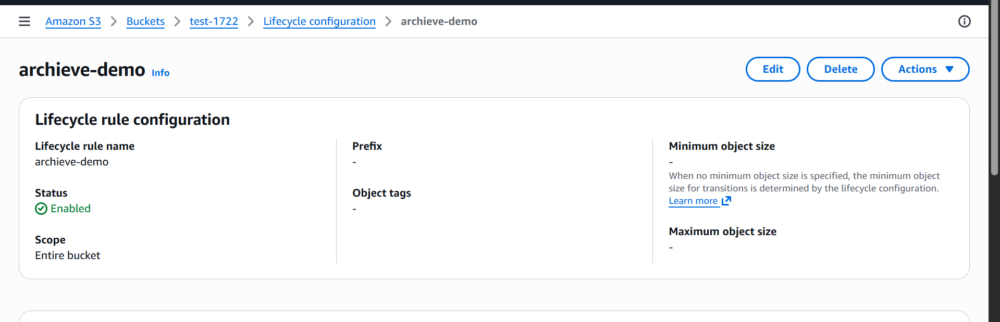 Amazon S3 > Buckets > test-1722 > Lifecycle configuration > archieve-demo
archieve-demo Info
Edit Delete Actions
Lifecycle rule configuration
Lifecycle rule name
archieve-demo
Status
Enabled
Scope
Entire bucket
Prefix
-
Object tags
-
Minimum object size
-
When no minimum object size is specified, the minimum object
size for transitions is determined by the lifecycle configuration.
Learn more
Maximum object size
-